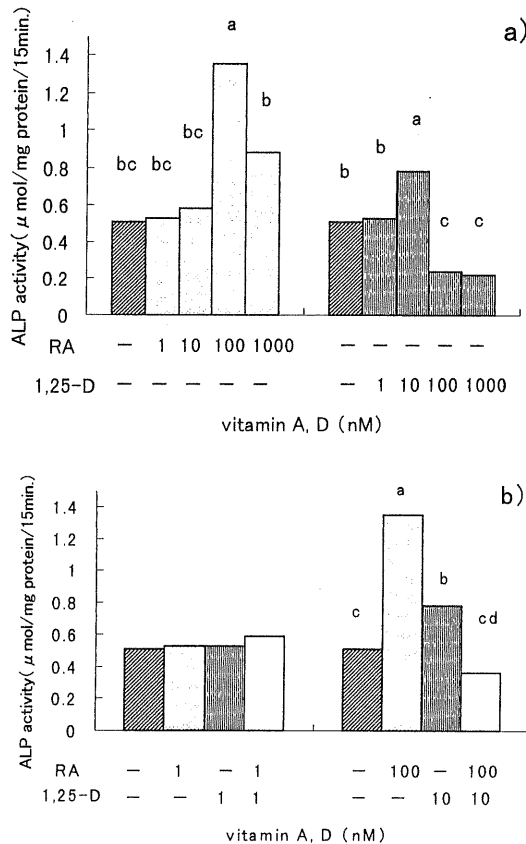 a)
ALP activity( μ mol/mg protein/15min.)
1.4
1.2
1
0.8
0.6
0.4
0.2
0
bc bc bc a b b b a c c
RA — 1 10 100 1000 — — — — —
1,25-D — — — — — — 1 10 100 1000
vitamin A, D (nM)
b)
ALP activity( μ mol/mg protein/15min.)
1.4
1.2
1
0.8
0.6
0.4
0.2
0
c a b cd
RA — 1 — 1 — 100 — 100
1,25-D — — 1 1 — — 10 10
vitamin A, D (nM)